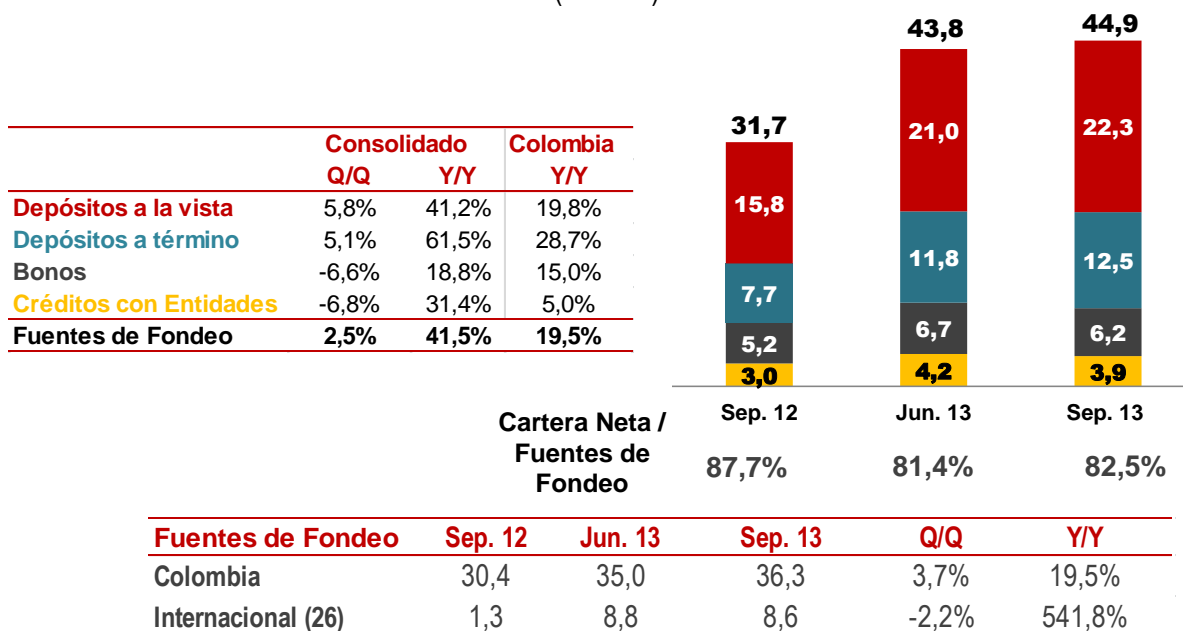 Consolidado Colombia
Q/Q Y/Y Y/Y
Depósitos a la vista 5,8% 41,2% 19,8%
Depósitos a término 5,1% 61,5% 28,7%
Bonos -6,6% 18,8% 15,0%
Créditos con Entidades -6,8% 31,4% 5,0%
Fuentes de Fondeo 2,5% 41,5% 19,5%
31,7 43,8 44,9
15,8 21,0 22,3
7,7 11,8 12,5
5,2 6,7 6,2
3,0 4,2 3,9
Sep. 12 Jun. 13 Sep. 13
Cartera Neta /
Fuentes de
Fondeo
87,7% 81,4% 82,5%
Fuentes de Fondeo Sep. 12 Jun. 13 Sep. 13 Q/Q Y/Y
Colombia 30,4 35,0 36,3 3,7% 19,5%
Internacional (26) 1,3 8,8 8,6 -2,2% 541,8%